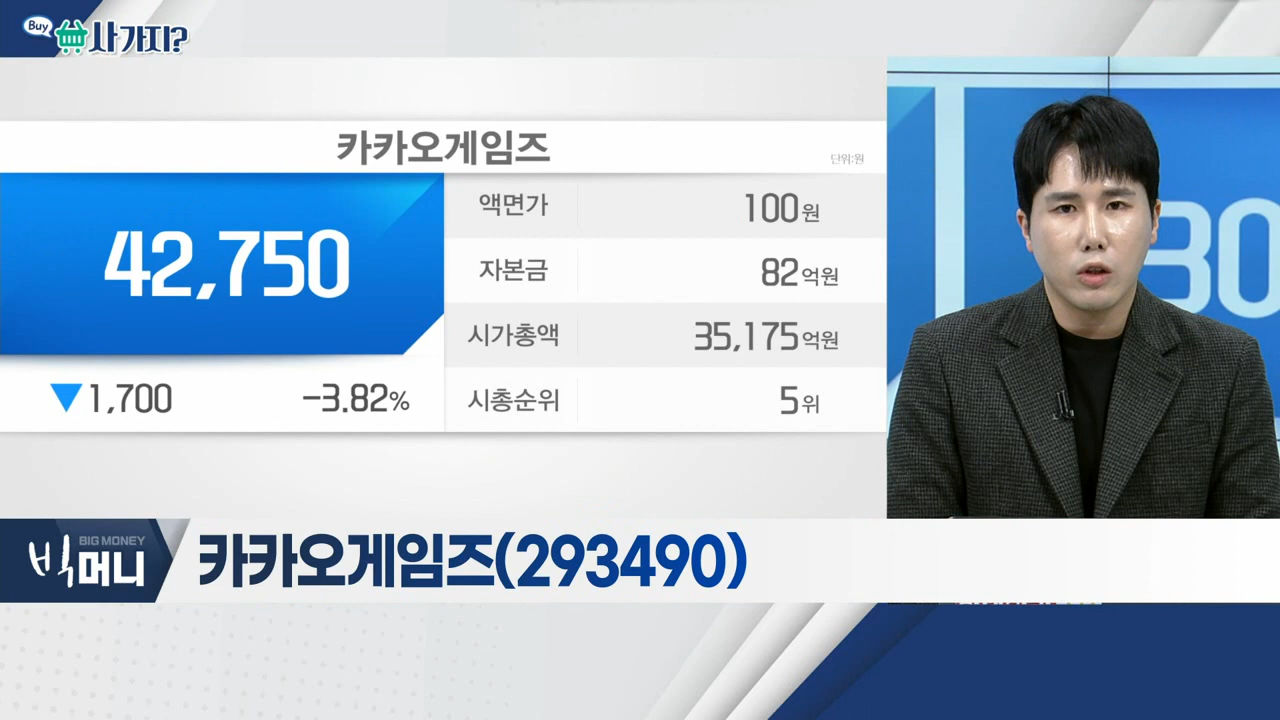 Buy
사가지?
카카오게임즈
단위:원
42,750
▼1,700 -3.82%
액면가 100원
자본금 82억원
시가총액 35,175억원
시총순위 5위
30
BIG MONEY
빅머니
카카오게임즈(293490)